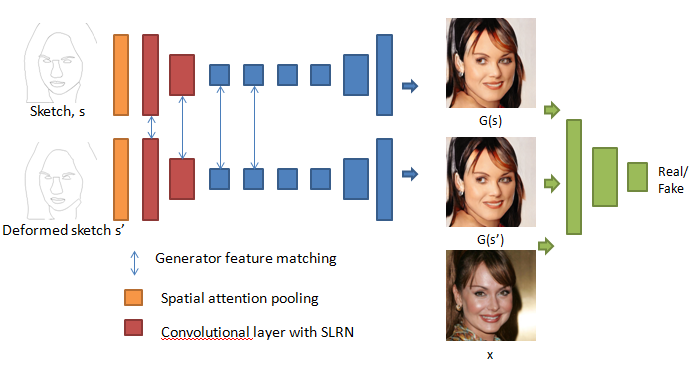 Sketch, s
G(s)
Real/
Fake
Deformed sketch s’
G(s’)
Generator feature matching
Spatial attention pooling
Convolutional layer with SLRN
x